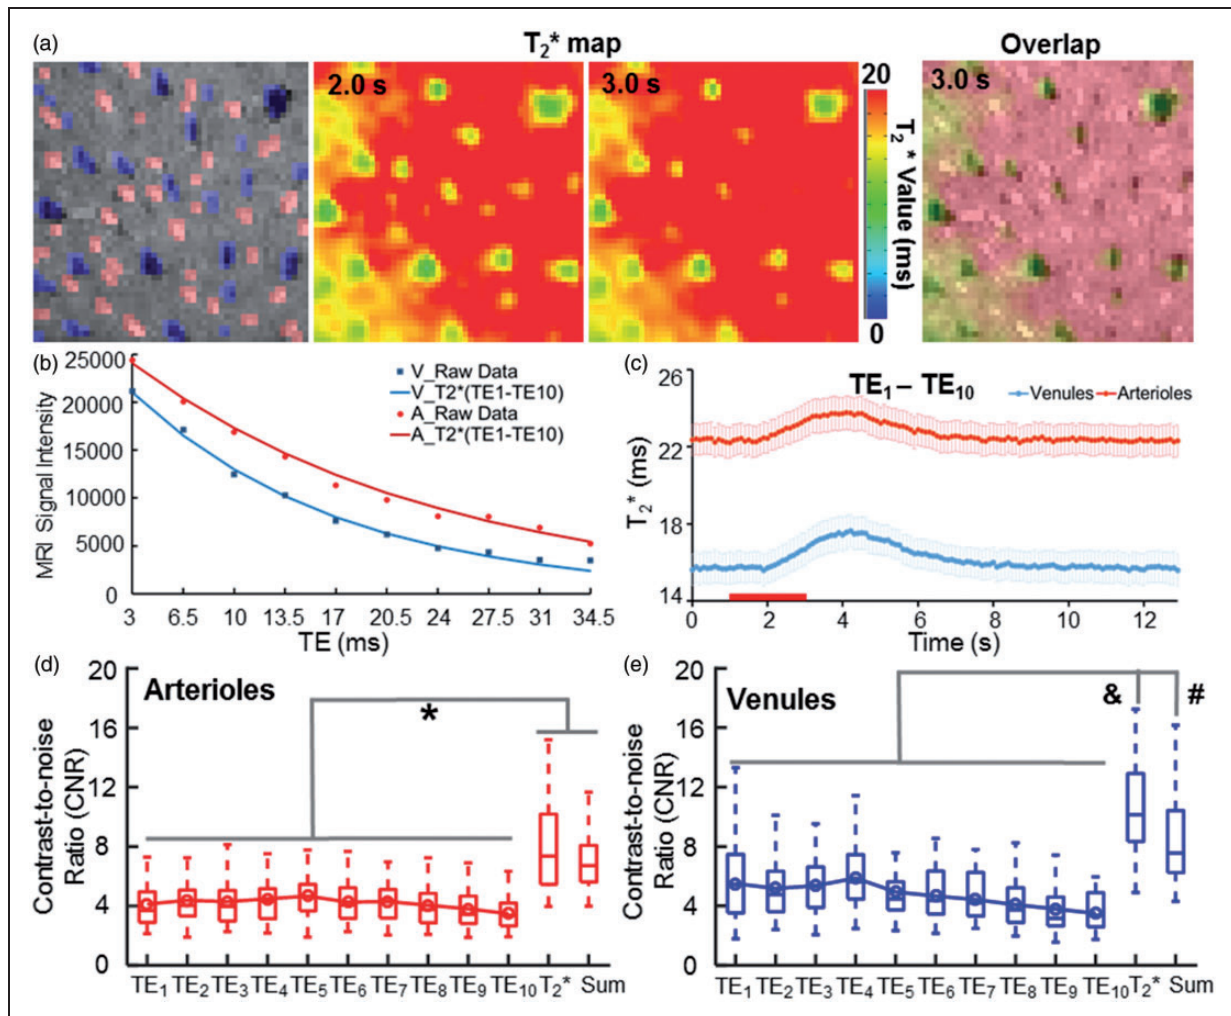 (a)
T2* map
Overlap
2.0 s
3.0 s
20
T2* Value (ms)
0
3.0 s
(b)
25000
20000
15000
10000
5000
0
MRI Signal Intensity
V_Raw Data
V_T2*(TE1-TE10)
A_Raw Data
A_T2*(TE1-TE10)
3 6.5 10 13.5 17 20.5 24 27.5 31 34.5
TE (ms)
(c)
TE1 – TE10
Venules Arterioles
26
22
18
14
T2* (ms)
0 2 4 6 8 10 12
Time (s)
(d)
Arterioles
*
20
16
12
8
4
0
Contrast-to-noise
Ratio (CNR)
TE1 TE2 TE3 TE4 TE5 TE6 TE7 TE8 TE9 TE10 T2* Sum
(e)
Venules
& #
20
16
12
8
4
0
Contrast-to-noise
Ratio (CNR)
TE1 TE2 TE3 TE4 TE5 TE6 TE7 TE8 TE9 TE10 T2* Sum